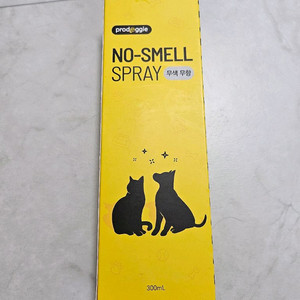 prodoggie
NO-SMELL
SPRAY 무색 무향
300mL